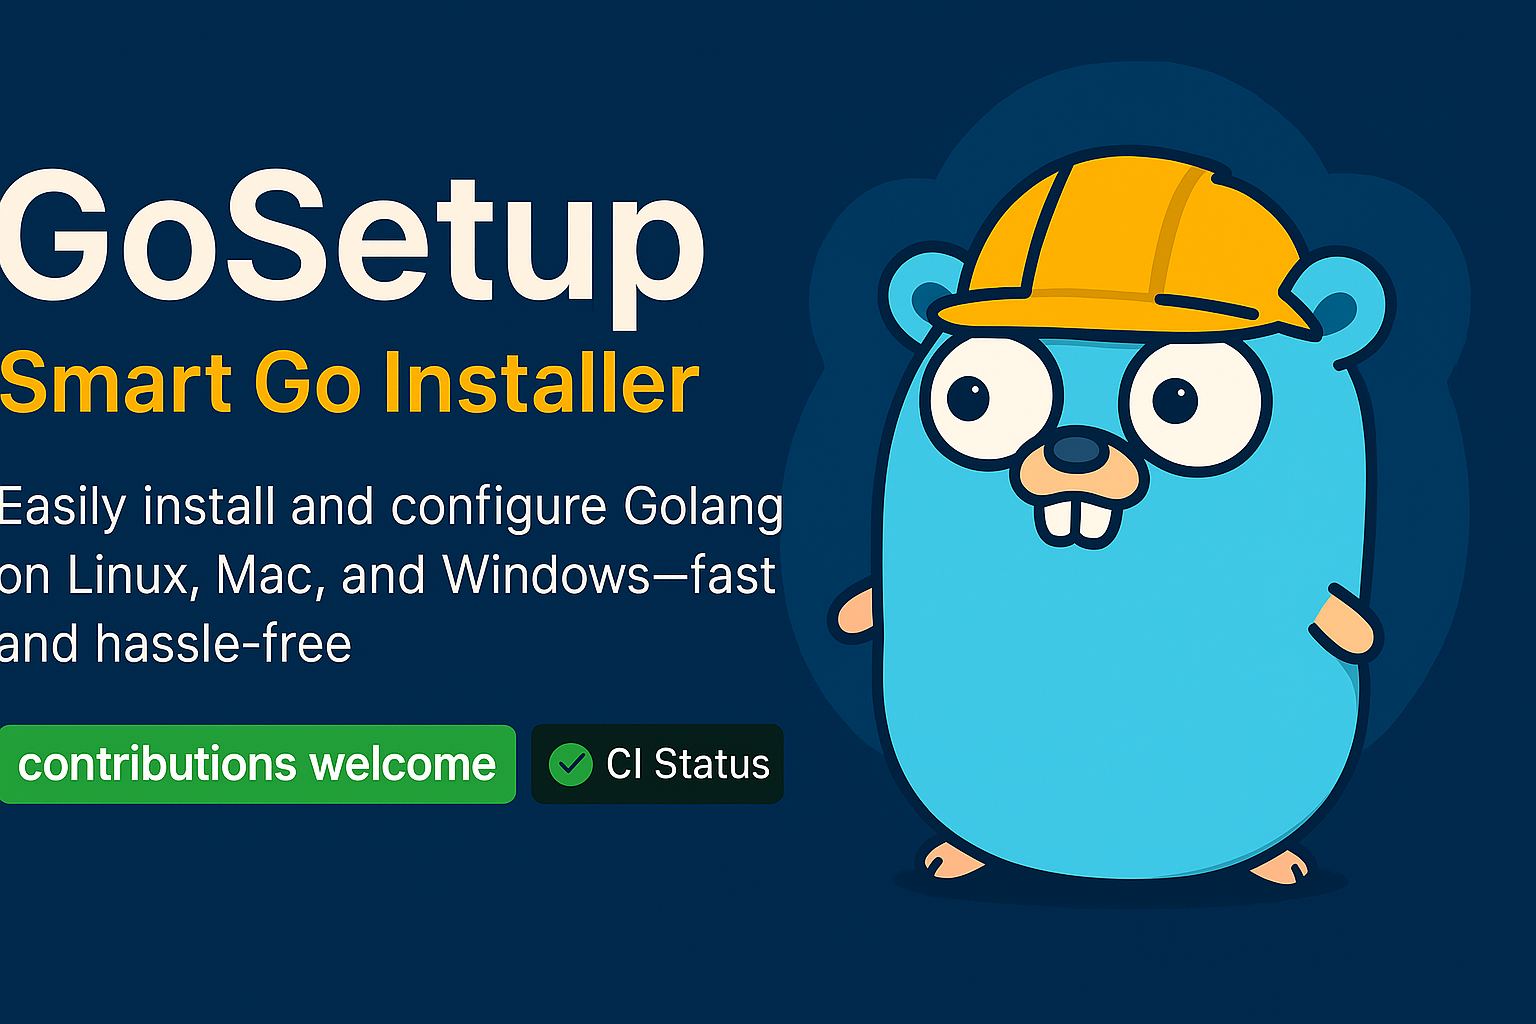 GoSetup
Smart Go Installer
Easily install and configure Golang
on Linux, Mac, and Windows—fast
and hassle-free
contributions welcome
CI Status